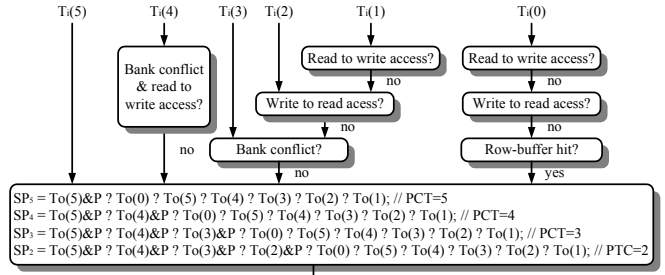 Ti(5) Ti(4) Ti(3) Ti(2) Ti(1) Ti(0)
Read to write access? Read to write access?
Bank conflict
& read to
write access?
no
Write to read acess? Write to read acess?
no no
no
Bank conflict? Row-buffer hit?
no yes
SP5 = To(5)&P ? To(0) ? To(5) ? To(4) ? To(3) ? To(2) ? To(1); // PCT=5
SP4 = To(5)&P ? To(4)&P ? To(0) ? To(5) ? To(4) ? To(3) ? To(2) ? To(1); // PCT=4
SP3 = To(5)&P ? To(4)&P ? To(3)&P ? To(0) ? To(5) ? To(4) ? To(3) ? To(2) ? To(1); // PCT=3
SP2 = To(5)&P ? To(4)&P ? To(3)&P ? To(2)&P ? To(0) ? To(5) ? To(4) ? To(3) ? To(2) ? To(1); // PTC=2